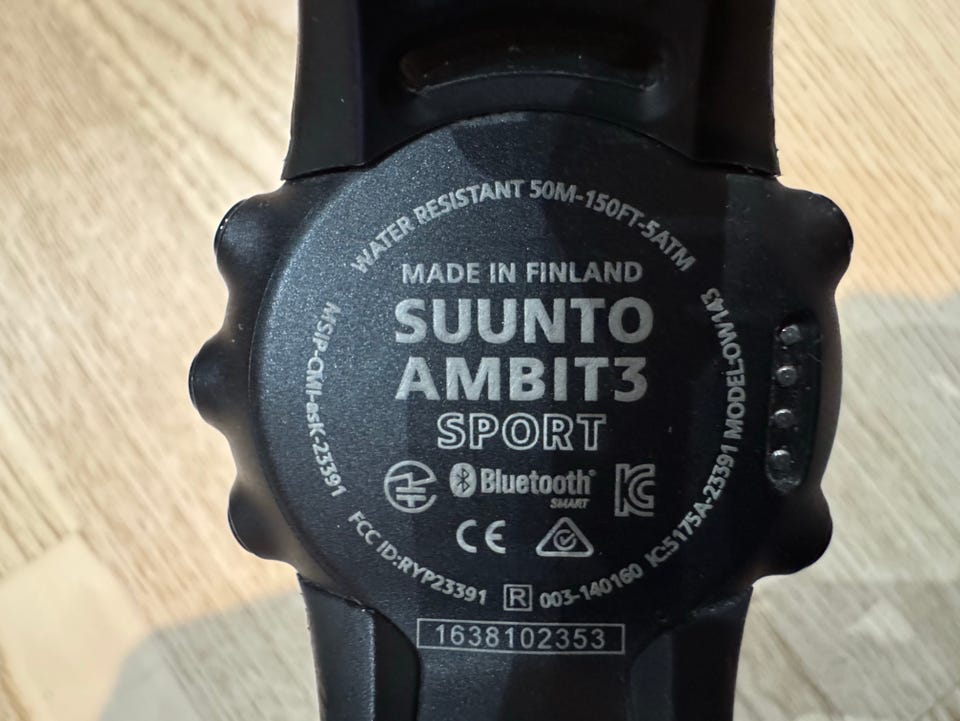 WATER RESISTANT 50M-150FT-5ATM
MADE IN FINLAND
SUUNTO
AMBIT3
SPORT
Bluetooth®
SMART
CE
MSIP-CMI-asK-23391
FCC ID:RYP23391
R 003-140160
IC:5175A-23391 MODEL:OW143
1638102353